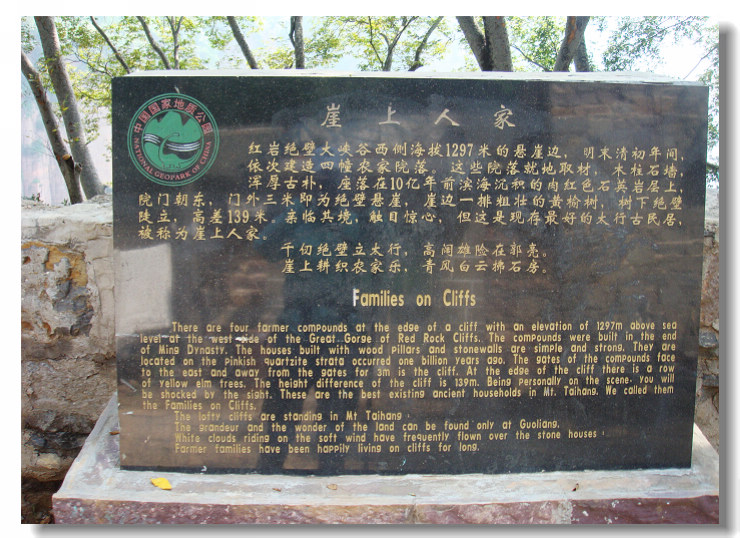 中国国家地质公园
NATIONAL GEOPARK OF CHINA
崖上人家
红岩绝壁大峡谷西侧海拔1297米的悬崖边，明末清初年间，
依次建造四幢农家院落。这些院落就地取材，木柱石墙，
浑厚古朴，座落在10亿年前滨海沉积的肉红色石英岩层上，
院门朝东，门外三米即为绝壁悬崖，崖边一排粗壮的黄榆树，树下绝壁
陡立，高差139米。亲临其境，触目惊心，但这是现存最好的太行古民居，
被称为崖上人家。
千仞绝壁立太行，高阔雄险在郭亮。
崖上耕织农家乐，青风白云拂石房。
Families on Cliffs
There are four farmer compounds at the edge of a cliff with an elevation of 1297m above sea
level at the west side of the Great Gorge of Red Rock Cliffs. The compounds were built in the end
of Ming Dynasty. The houses built with wood pillars and stonewalls are simple and strong. They are
located on the pinkish quartzite strata occurred one billion years ago. The gates of the compounds face
to the east and away from the gates for 3m is the cliff. At the edge of the cliff there is a row
of yellow elm trees. The height difference of the cliff is 139m. Being personally on the scene. you will
be shocked by the sight. These are the best existing ancient households in Mt. Taihang. We called them
the Families on Cliffs.
The lofty cliffs are standing in Mt Taihang
The grandeur and the wonder of the land can be found only at Guoliang.
White clouds riding on the soft wind have frequently flown over the stone houses
Farmer families have been happily living on cliffs for long.